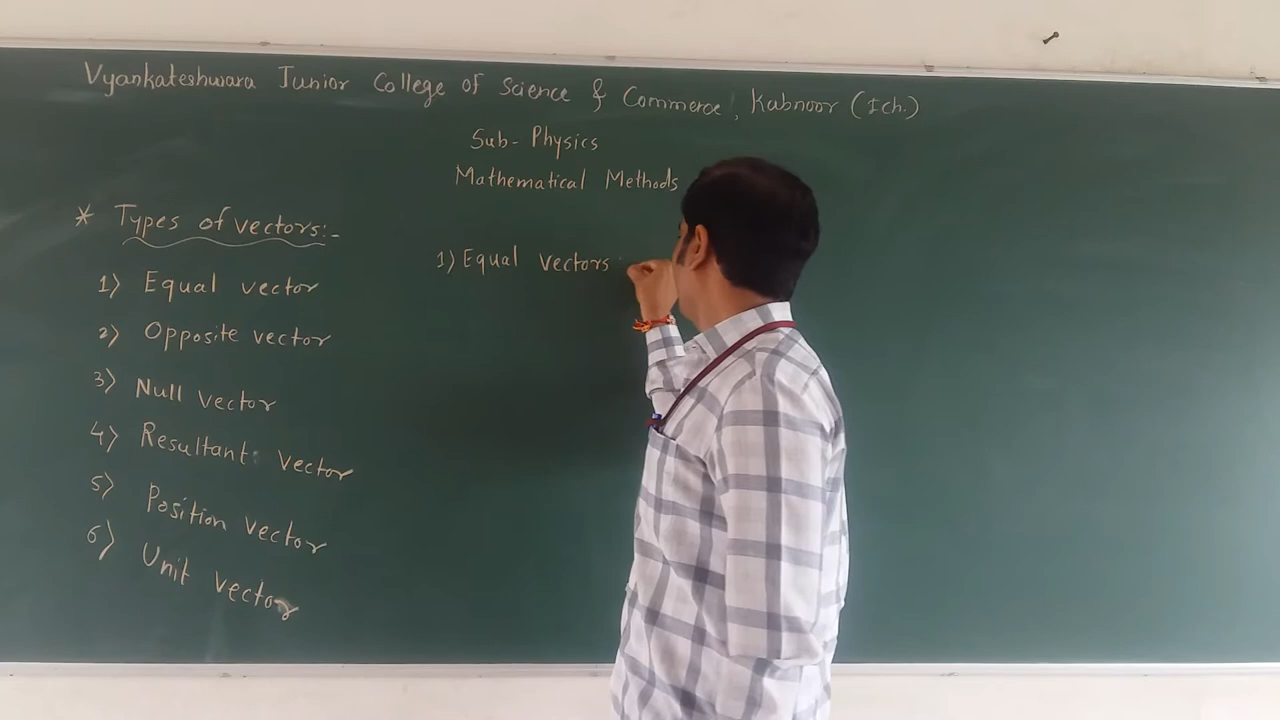 Vyankateshwara Junior College of Science & Commerce, Kabnoor (Ich.)
Sub- Physics
Mathematical Methods
* Types of vectors:-
1) Equal vector
2) Opposite vector
3) Null vector
4) Resultant vector
5) Position vector
6) Unit vector
1) Equal vectors